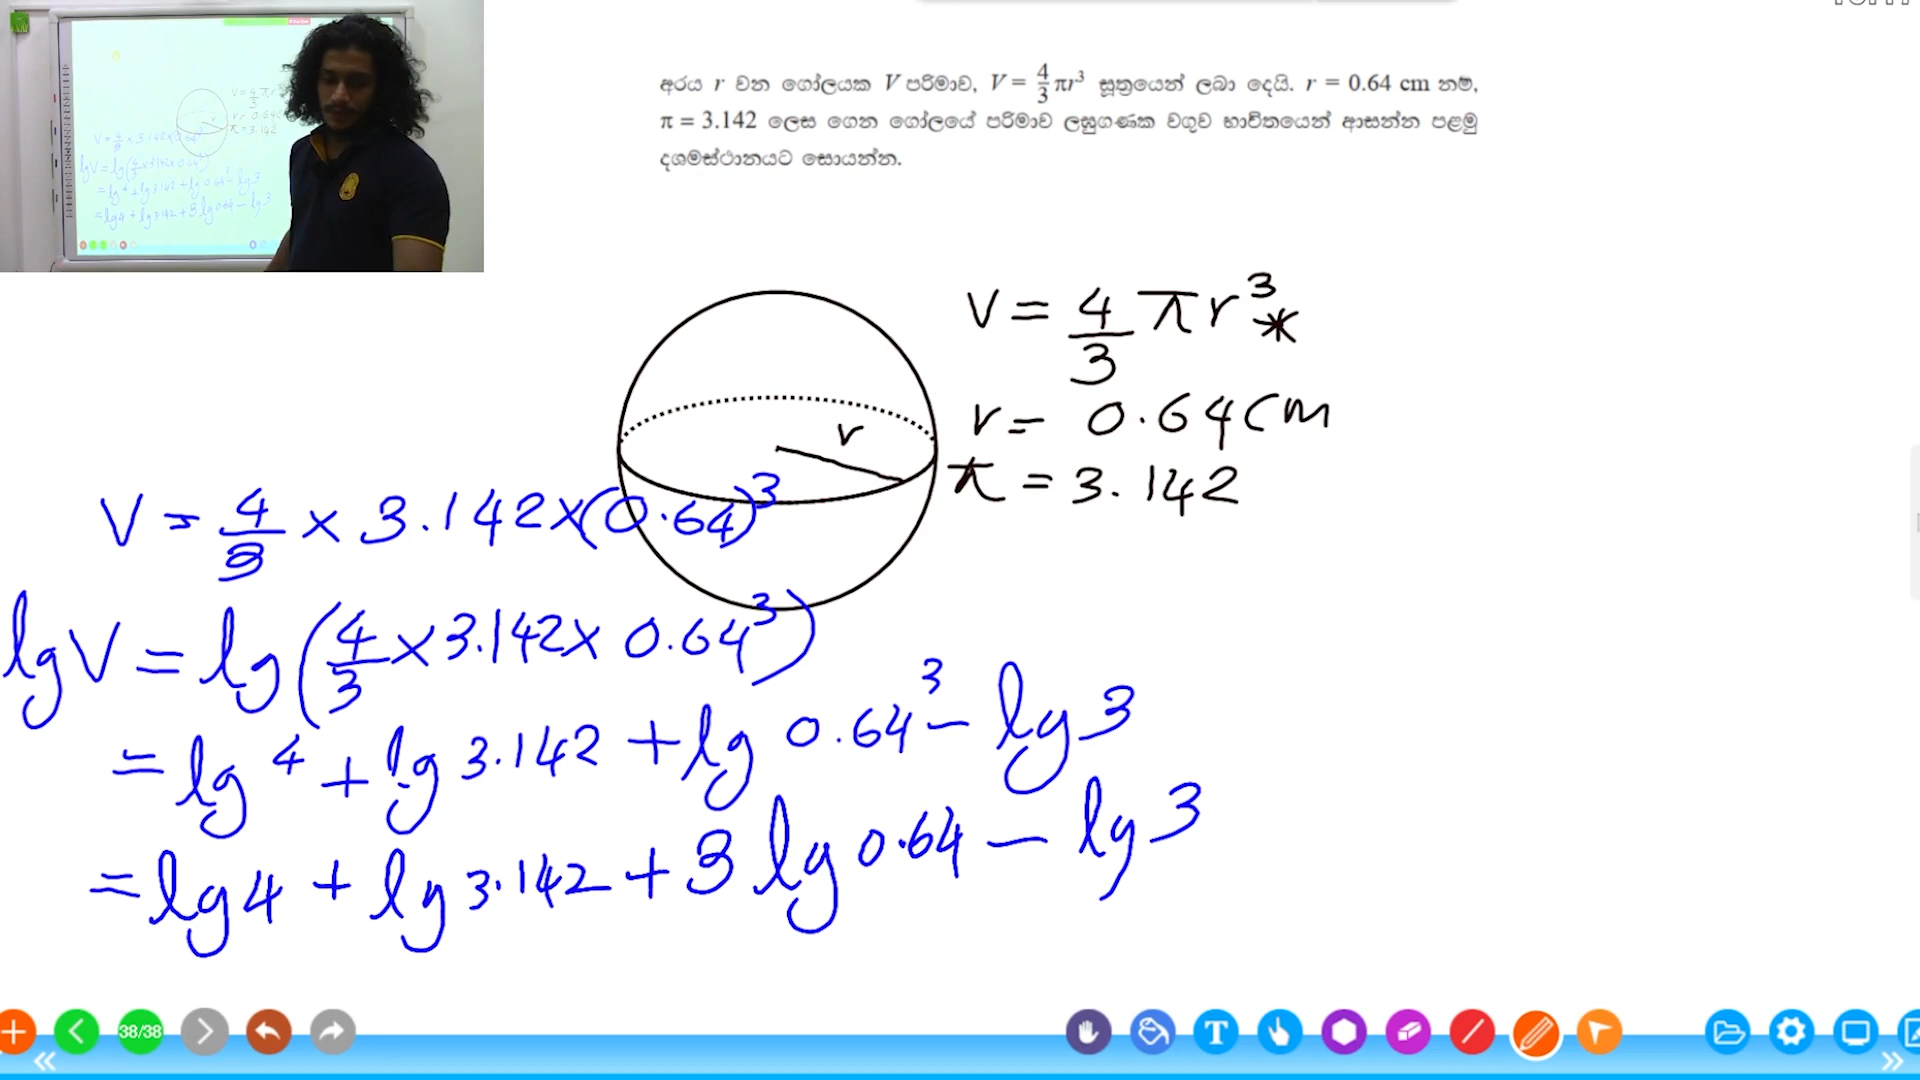 අරය r වන ගෝලයක V පරිමාව, V = 4/3 πr³ සූත්‍රයෙන් ලබා දෙයි. r = 0.64 cm නම්,
π = 3.142 ලෙස ගෙන ගෝලයේ පරිමාව ලඝුගණක වගුව භාවිතයෙන් ආසන්න පළමු
දශමස්ථානයට සොයන්න.
V = 4/3 π r³ *
r = 0.64 cm
π = 3.142
r
V = 4/3 × 3.142 × (0.64)³
lg V = lg (4/3 × 3.142 × 0.64³)
= lg 4 + lg 3.142 + lg 0.64³ − lg 3
= lg 4 + lg 3.142 + 3 lg 0.64 − lg 3
38/38